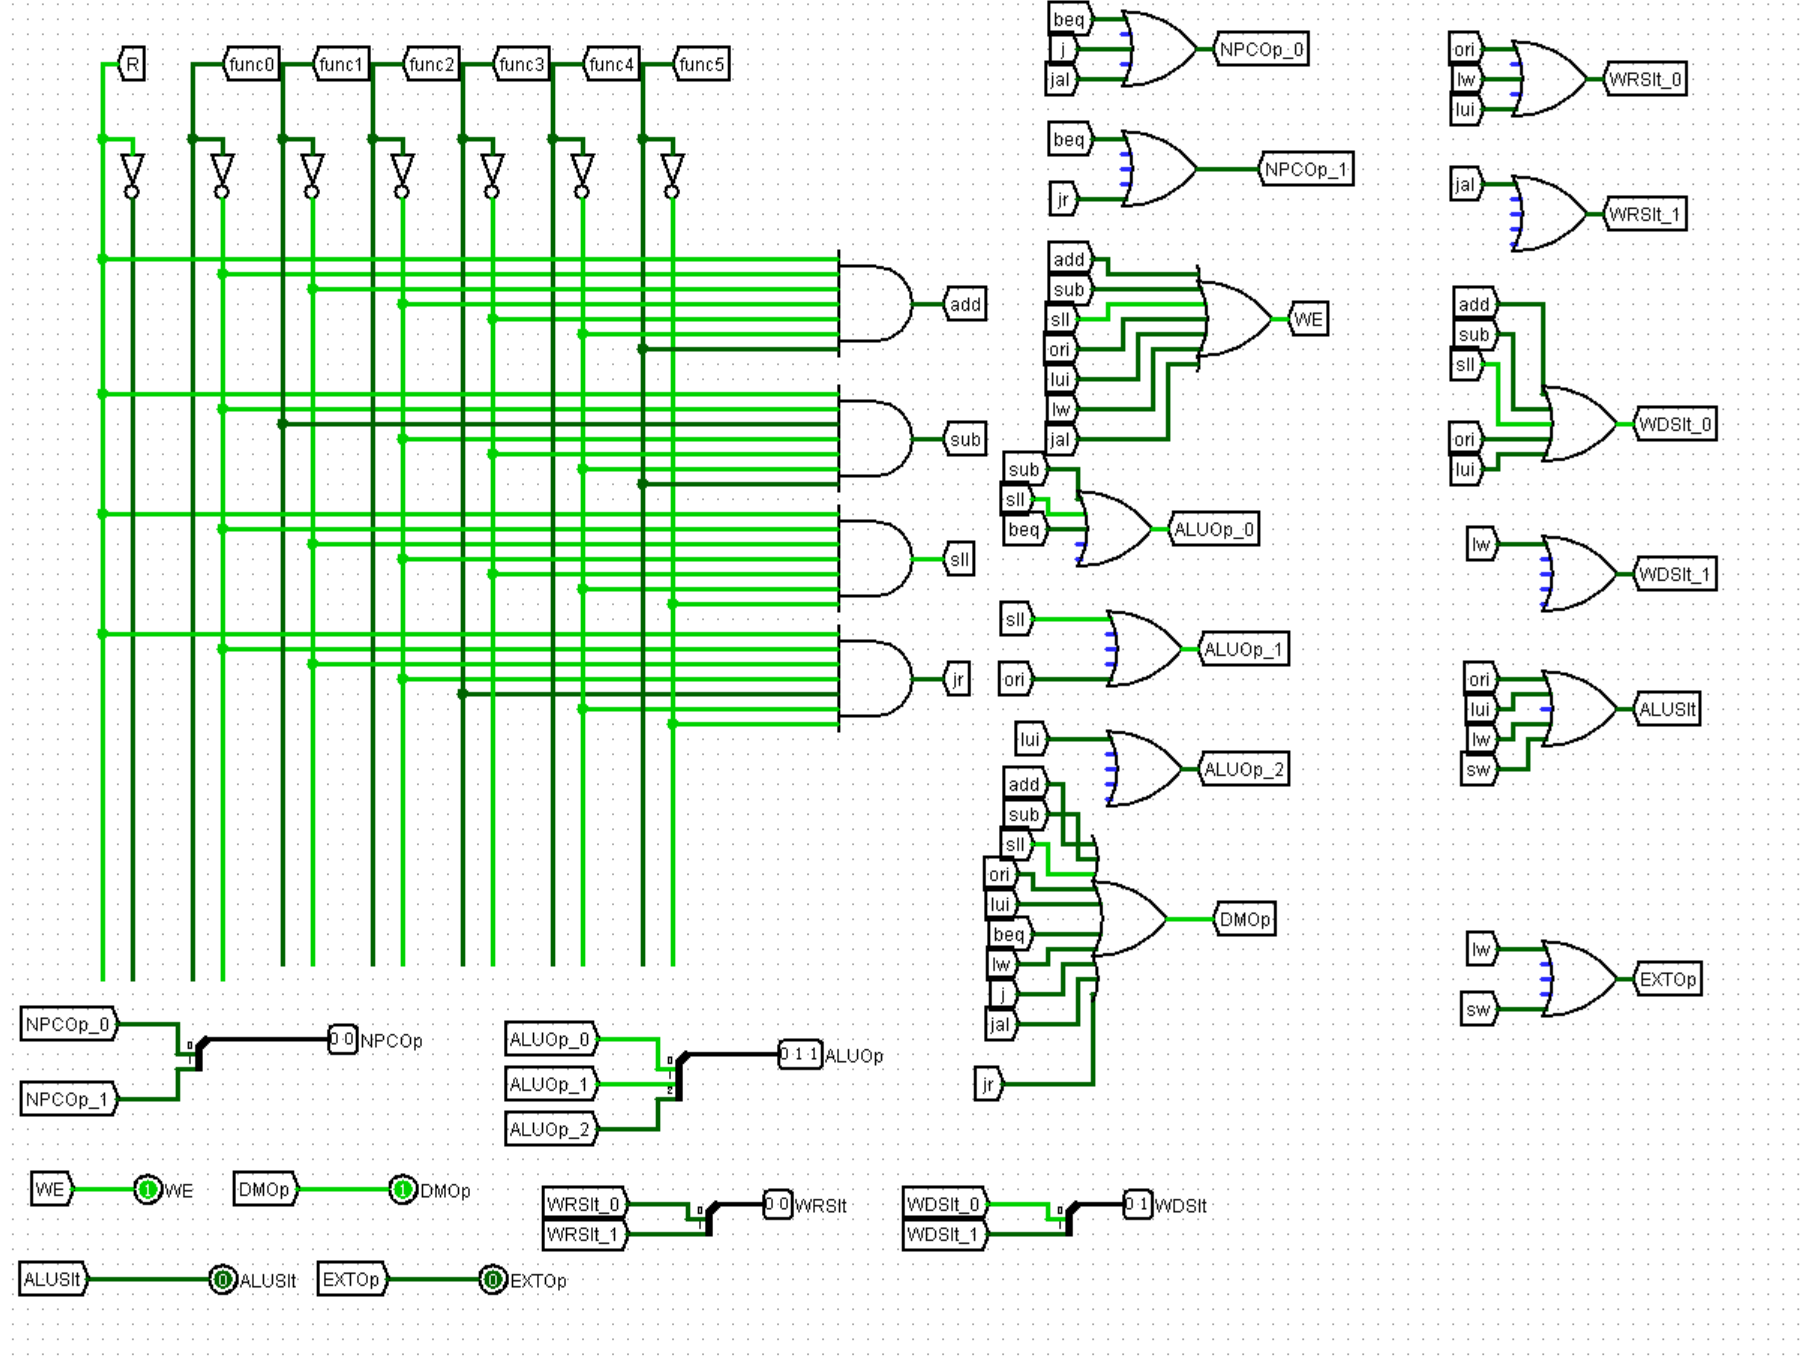 R
func0
func1
func2
func3
func4
func5
add
sub
sll
jr
beq
j
jal
NPCOp_0
beq
jr
NPCOp_1
add
sub
sll
ori
lui
lw
jal
WE
sub
sll
beq
ALUOp_0
sll
ori
ALUOp_1
lui
ALUOp_2
add
sub
sll
ori
lui
beq
lw
j
jal
jr
DMOp
ori
lw
lui
WRSlt_0
jal
WRSlt_1
add
sub
sll
ori
lui
WDSlt_0
lw
WDSlt_1
ori
lui
lw
sw
ALUSlt
lw
sw
EXTOp
NPCOp_0
NPCOp_1
0
1
0 0
NPCOp
ALUOp_0
ALUOp_1
ALUOp_2
0
1
2
0 1 1
ALUOp
WE
1
WE
DMOp
1
DMOp
WRSlt_0
WRSlt_1
0
1
0 0
WRSlt
WDSlt_0
WDSlt_1
0
1
0 1
WDSlt
ALUSlt
0
ALUSlt
EXTOp
0
EXTOp